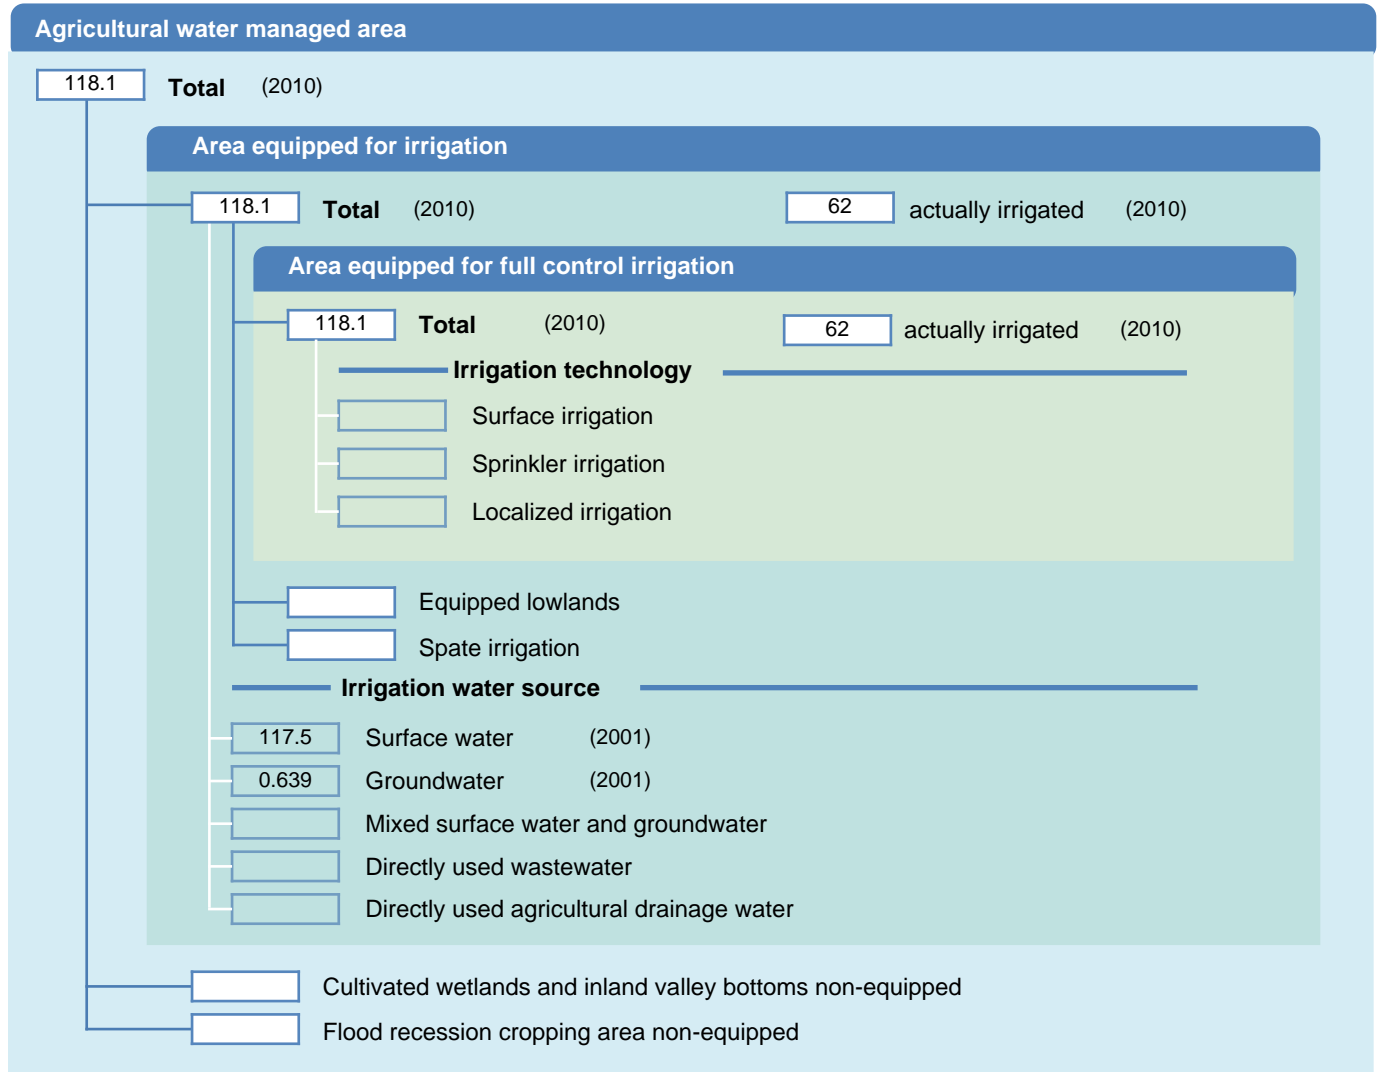 Agricultural water managed area
118.1 Total (2010)
Area equipped for irrigation
118.1 Total (2010) 62 actually irrigated (2010)
Area equipped for full control irrigation
118.1 Total (2010) 62 actually irrigated (2010)
Irrigation technology
Surface irrigation
Sprinkler irrigation
Localized irrigation
Equipped lowlands
Spate irrigation
Irrigation water source
117.5 Surface water (2001)
0.639 Groundwater (2001)
Mixed surface water and groundwater
Directly used wastewater
Directly used agricultural drainage water
Cultivated wetlands and inland valley bottoms non-equipped
Flood recession cropping area non-equipped